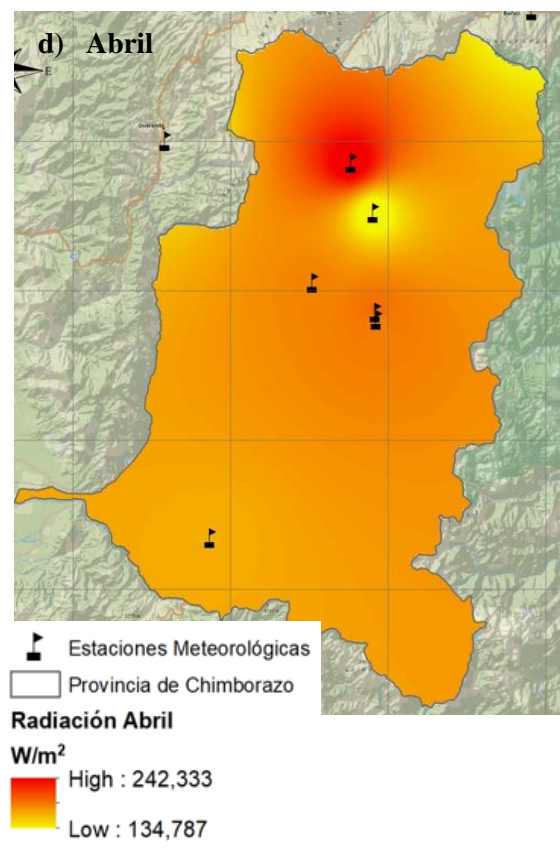 d) Abril
E
Estaciones Meteorológicas
Provincia de Chimborazo
Radiación Abril
W/m²
High : 242,333
Low : 134,787